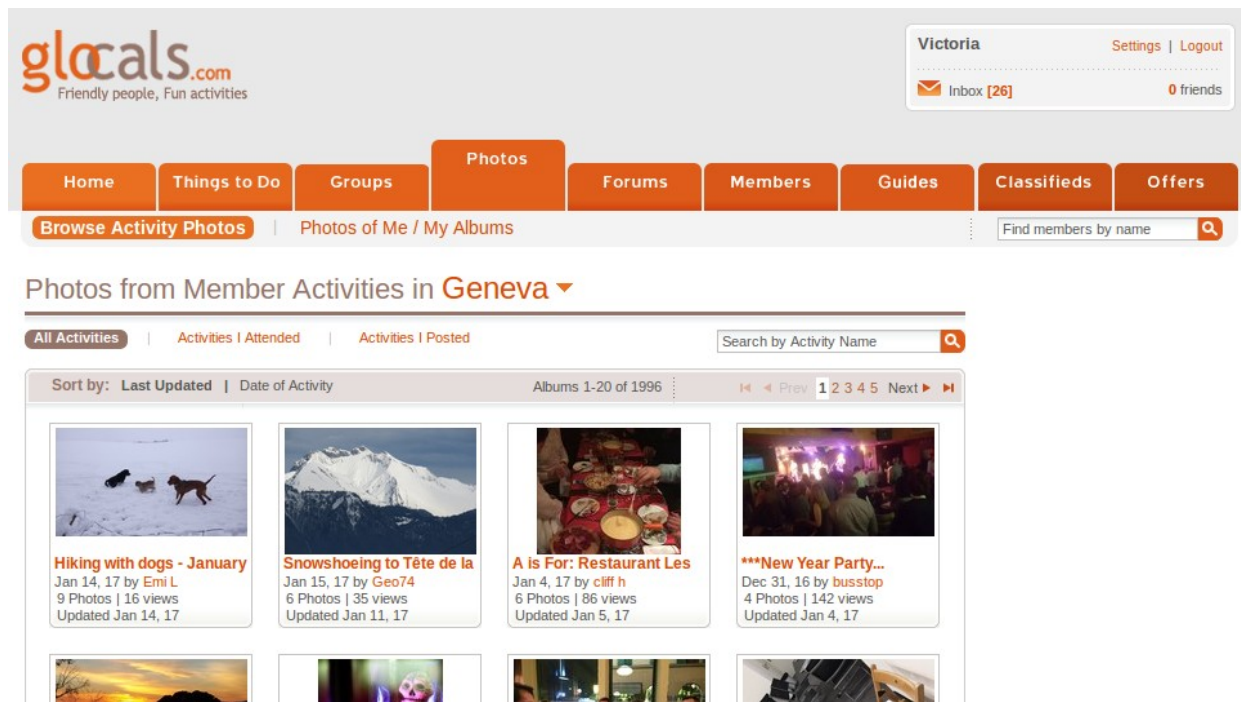 glocals.com
Friendly people, Fun activities
Victoria Settings | Logout
Inbox [26] 0 friends
Home Things to Do Groups Photos Forums Members Guides Classifieds Offers
Browse Activity Photos | Photos of Me / My Albums Find members by name
Photos from Member Activities in Geneva
All Activities | Activities I Attended | Activities I Posted Search by Activity Name
Sort by: Last Updated | Date of Activity Albums 1-20 of 1996 Prev 1 2 3 4 5 Next
Hiking with dogs - January
Jan 14, 17 by Emi L
9 Photos | 16 views
Updated Jan 14, 17
Snowshoeing to Tête de la
Jan 15, 17 by Geo74
6 Photos | 35 views
Updated Jan 11, 17
A is For: Restaurant Les
Jan 4, 17 by cliff h
6 Photos | 86 views
Updated Jan 5, 17
***New Year Party...
Dec 31, 16 by busstop
4 Photos | 142 views
Updated Jan 4, 17